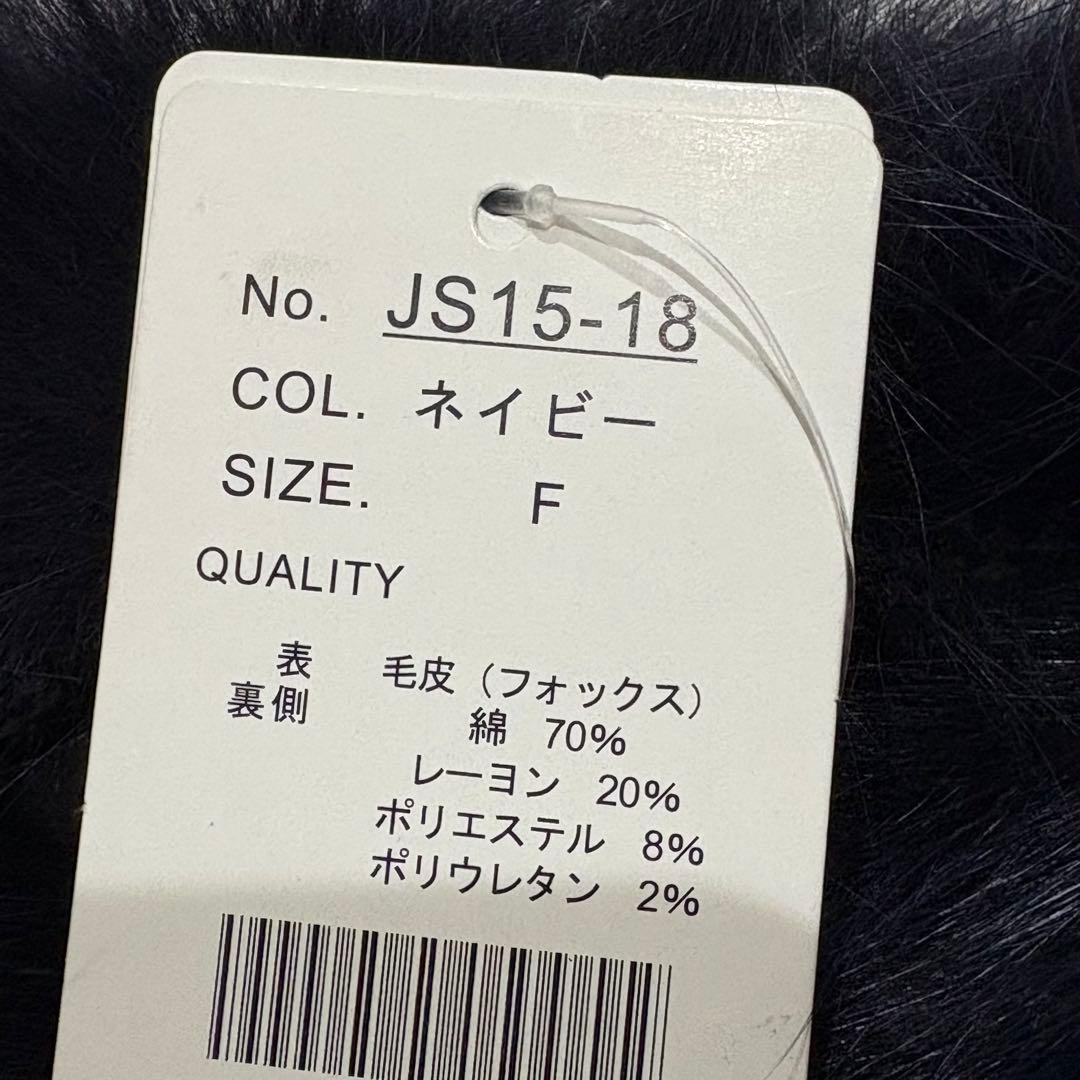 No. JS15-18
COL. ネイビー
SIZE. F
QUALITY
表 毛皮（フォックス）
裏側 綿 70%
レーヨン 20%
ポリエステル 8%
ポリウレタン 2%